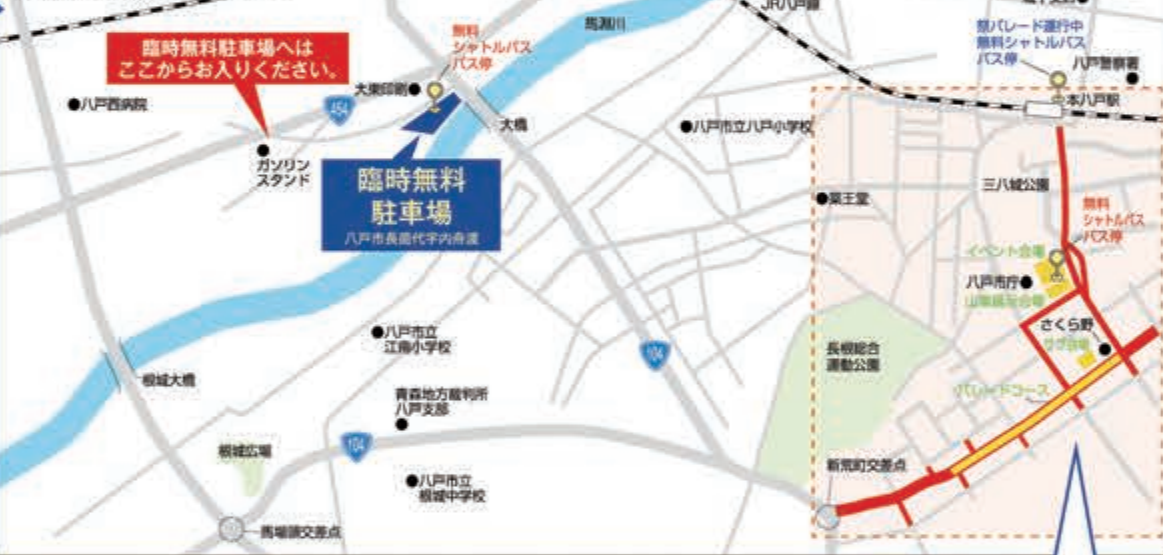 JR八戸線
無料
シャトルバス
バス停
馬淵川
祭パレード運行中
無料シャトルバス
バス停
八戸警察署
臨時無料駐車場へは
ここからお入りください。
八戸西病院
454
大東印刷
本八戸駅
大橋
八戸市立八戸小学校
ガソリン
スタンド
臨時無料
駐車場
八戸市長苗代字内舟渡
三八城公園
薬王堂
無料
シャトルバス
バス停
イベント会場
八戸市庁
山車展示会場
さくら野
八戸市立
江南小学校
104
長根総合
運動公園
根城大橋
パレードコース
青森地方裁判所
八戸支部
根城広場
104
新荒町交差点
八戸市立
根城中学校
馬場頭交差点